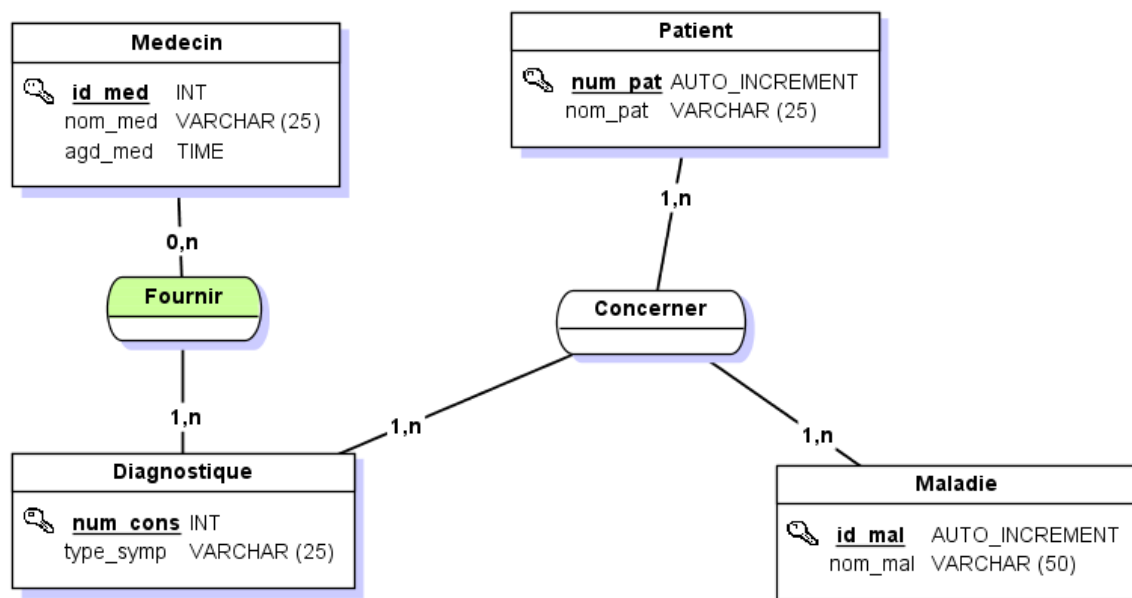 Medecin
id_med INT
nom_med VARCHAR (25)
agd_med TIME
Patient
num_pat AUTO_INCREMENT
nom_pat VARCHAR (25)
0,n
1,n
Fournir
Concerner
1,n
1,n
1,n
Diagnostique
num_cons INT
type_symp VARCHAR (25)
Maladie
id_mal AUTO_INCREMENT
nom_mal VARCHAR (50)